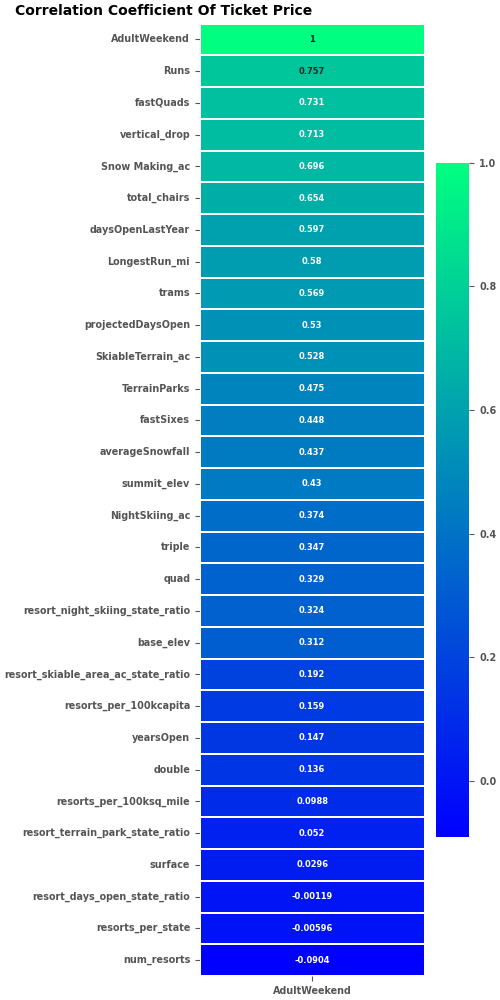 Correlation Coefficient Of Ticket Price
AdultWeekend 1
Runs 0.757
fastQuads 0.731
vertical_drop 0.713
Snow Making_ac 0.696
total_chairs 0.654
daysOpenLastYear 0.597
LongestRun_mi 0.58
trams 0.569
projectedDaysOpen 0.53
SkiableTerrain_ac 0.528
TerrainParks 0.475
fastSixes 0.448
averageSnowfall 0.437
summit_elev 0.43
NightSkiing_ac 0.374
triple 0.347
quad 0.329
resort_night_skiing_state_ratio 0.324
base_elev 0.312
resort_skiable_area_ac_state_ratio 0.192
resorts_per_100kcapita 0.159
yearsOpen 0.147
double 0.136
resorts_per_100ksq_mile 0.0988
resort_terrain_park_state_ratio 0.052
surface 0.0296
resort_days_open_state_ratio -0.00119
resorts_per_state -0.00596
num_resorts -0.0904
AdultWeekend
1.0
0.8
0.6
0.4
0.2
0.0